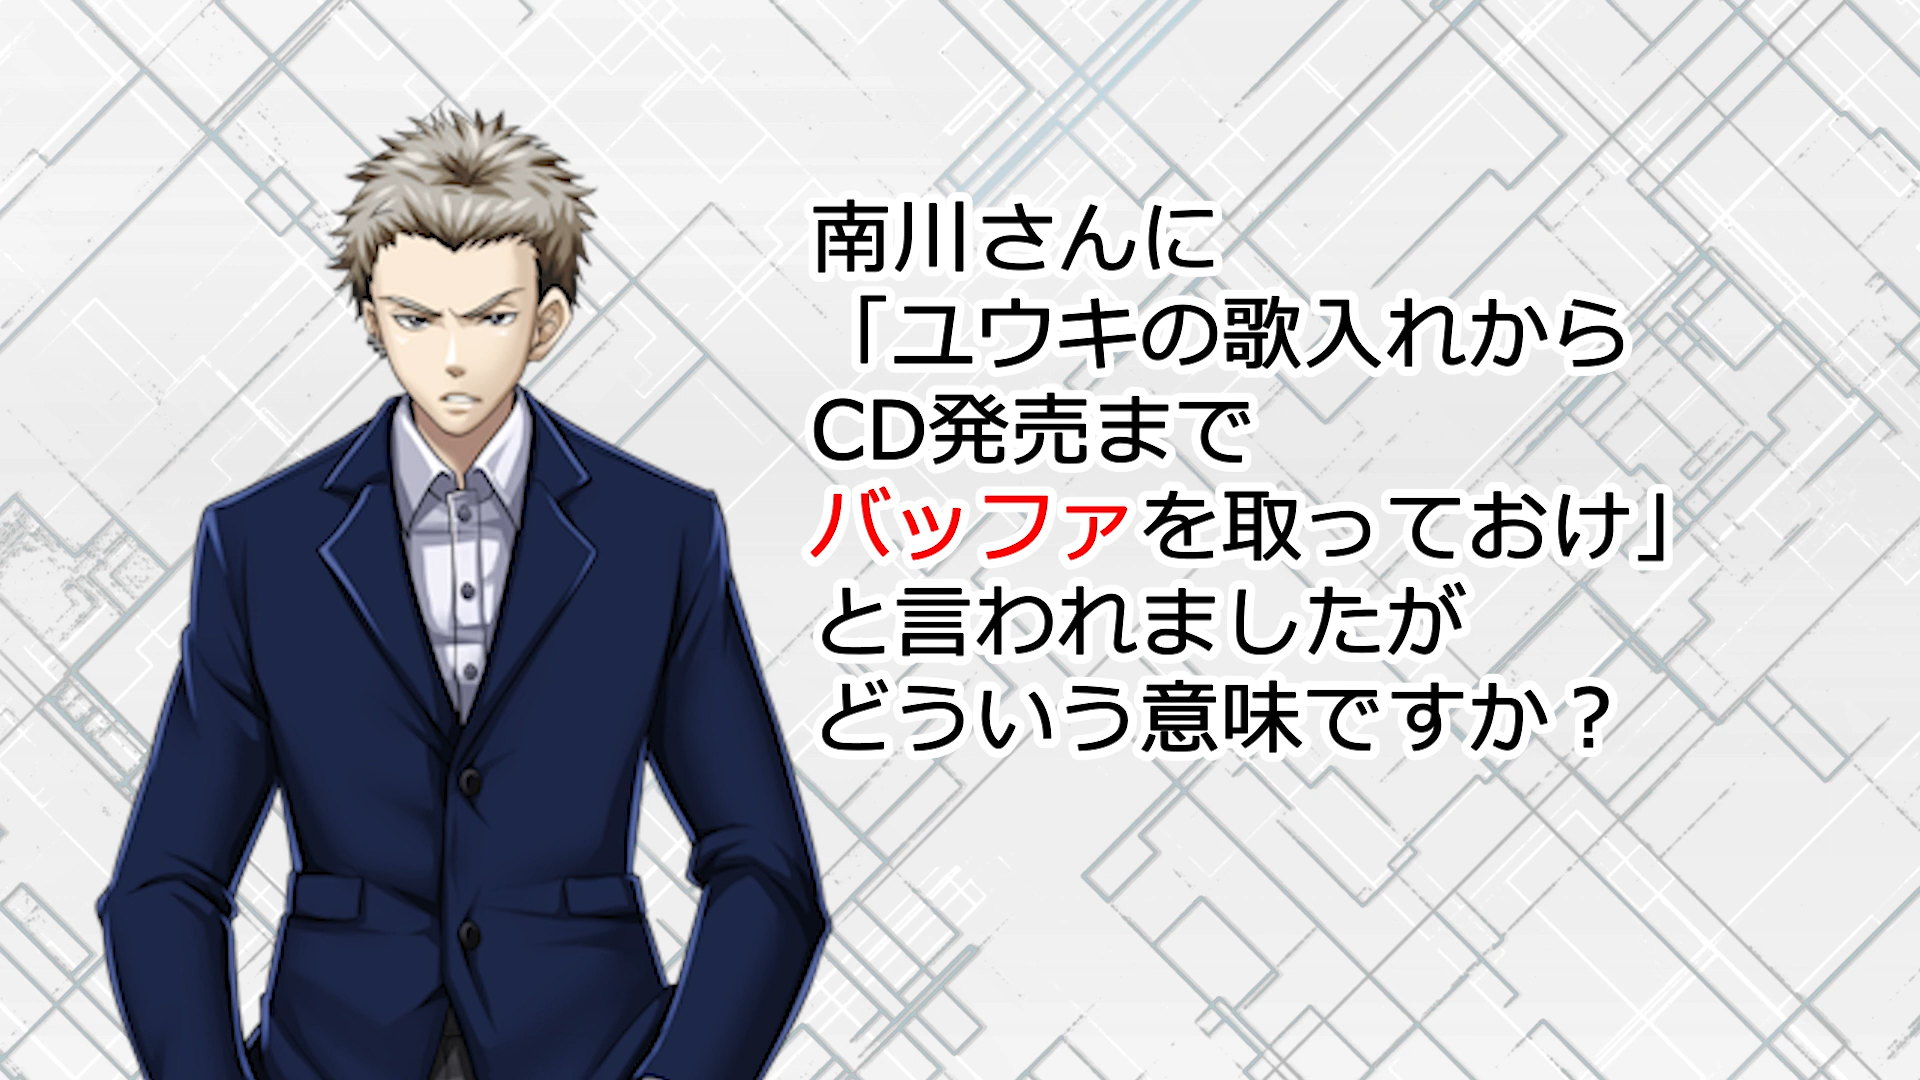 南川さんに
「ユウキの歌入れから
CD発売まで
バッファを取っておけ」
と言われましたが
どういう意味ですか？